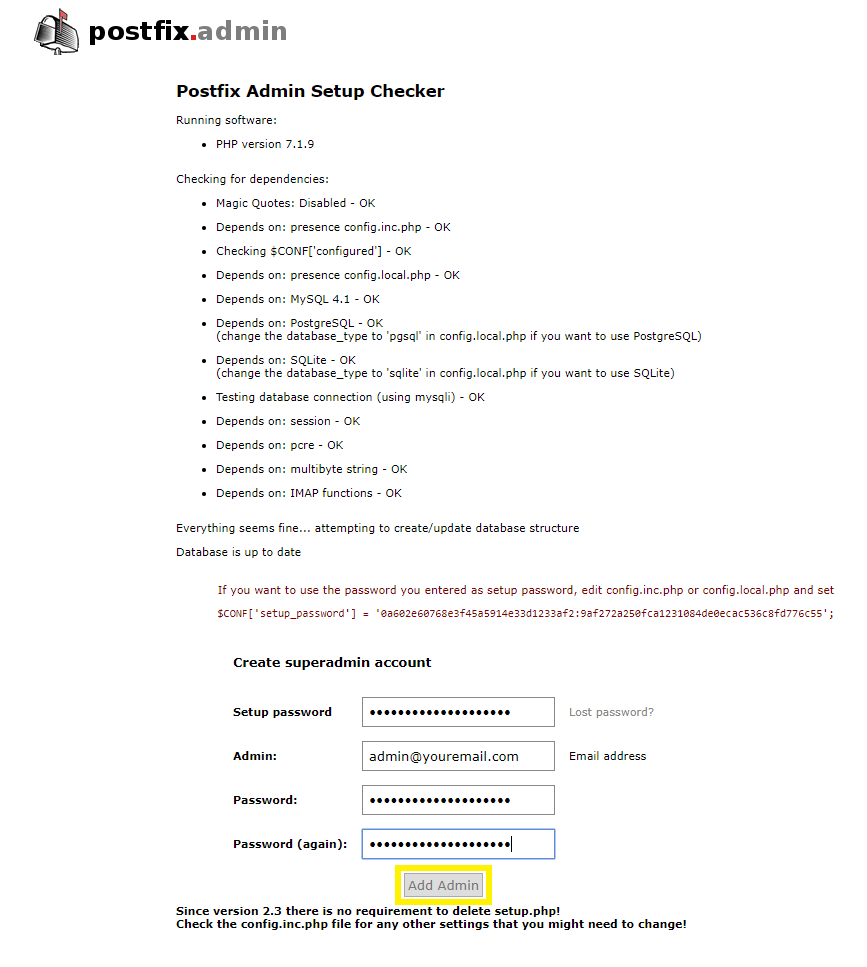 postfix.admin
Postfix Admin Setup Checker
Running software:
• PHP version 7.1.9
Checking for dependencies:
• Magic Quotes: Disabled - OK
• Depends on: presence config.inc.php - OK
• Checking $CONF['configured'] - OK
• Depends on: presence config.local.php - OK
• Depends on: MySQL 4.1 - OK
• Depends on: PostgreSQL - OK
(change the database_type to 'pgsql' in config.local.php if you want to use PostgreSQL)
• Depends on: SQLite - OK
(change the database_type to 'sqlite' in config.local.php if you want to use SQLite)
• Testing database connection (using mysqli) - OK
• Depends on: session - OK
• Depends on: pcre - OK
• Depends on: multibyte string - OK
• Depends on: IMAP functions - OK
Everything seems fine... attempting to create/update database structure
Database is up to date
If you want to use the password you entered as setup password, edit config.inc.php or config.local.php and set
$CONF['setup_password'] = '0a602e60768e3f45a5914e33d1233af2:9af272a250fca1231084de0ecac536c8fd776c55';
Create superadmin account
Setup password •••••••••••••••••••• Lost password?
Admin: admin@youremail.com Email address
Password: ••••••••••••••••••••
Password (again): ••••••••••••••••••••
Add Admin
Since version 2.3 there is no requirement to delete setup.php!
Check the config.inc.php file for any other settings that you might need to change!